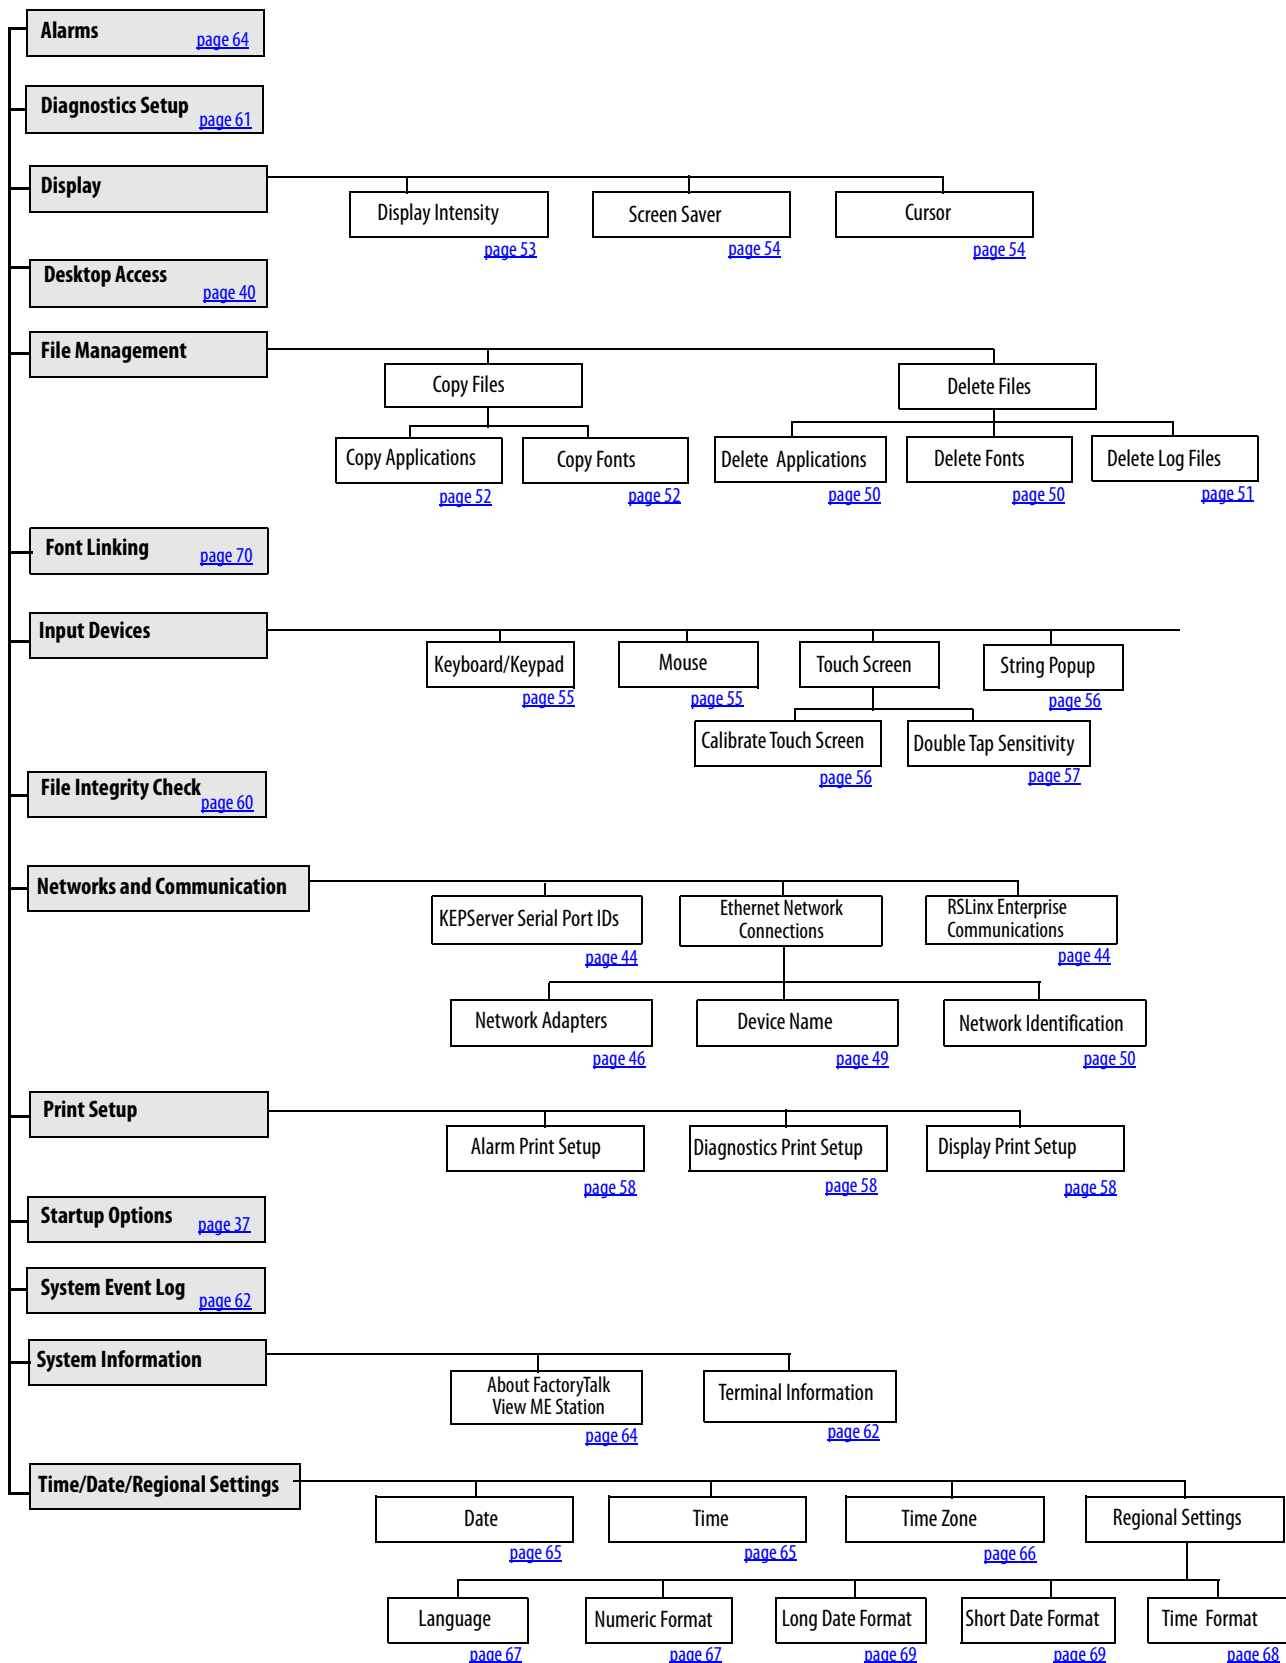 Alarms
page 64
Diagnostics Setup
page 61
Display
Display Intensity
Screen Saver
Cursor
page 53
page 54
page 54
Desktop Access
page 40
File Management
Copy Files
Delete Files
Copy Applications
Copy Fonts
Delete Applications
Delete Fonts
Delete Log Files
page 52
page 52
page 50
page 50
page 51
Font Linking
page 70
Input Devices
Keyboard/Keypad
Mouse
Touch Screen
String Popup
page 55
page 55
page 56
Calibrate Touch Screen
Double Tap Sensitivity
page 56
page 57
File Integrity Check
page 60
Networks and Communication
KEPServer Serial Port IDs
Ethernet Network
Connections
RSLinx Enterprise
Communications
page 44
page 44
Network Adapters
Device Name
Network Identification
page 46
page 49
page 50
Print Setup
Alarm Print Setup
Diagnostics Print Setup
Display Print Setup
page 58
page 58
page 58
Startup Options
page 37
System Event Log
page 62
System Information
About FactoryTalk
View ME Station
Terminal Information
page 64
page 62
Time/Date/Regional Settings
Date
Time
Time Zone
Regional Settings
page 65
page 65
page 66
Language
Numeric Format
Long Date Format
Short Date Format
Time Format
page 67
page 67
page 69
page 69
page 68